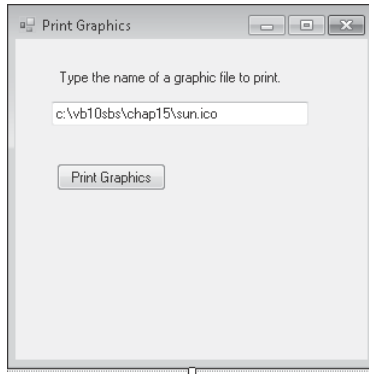 Print Graphics
Type the name of a graphic file to print.
c:\vb10sbs\chap15\sun.ico
Print Graphics